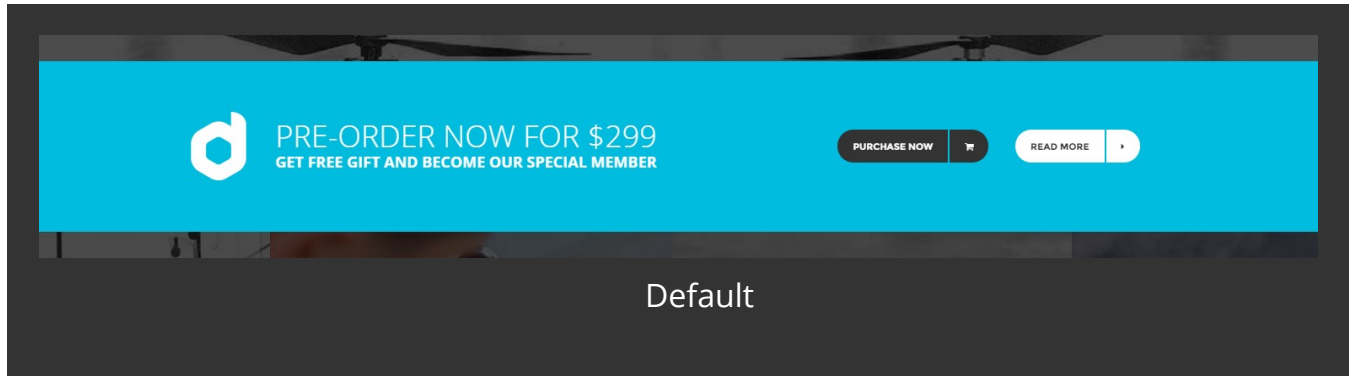 PRE-ORDER NOW FOR $299
GET FREE GIFT AND BECOME OUR SPECIAL MEMBER
PURCHASE NOW
READ MORE
Default